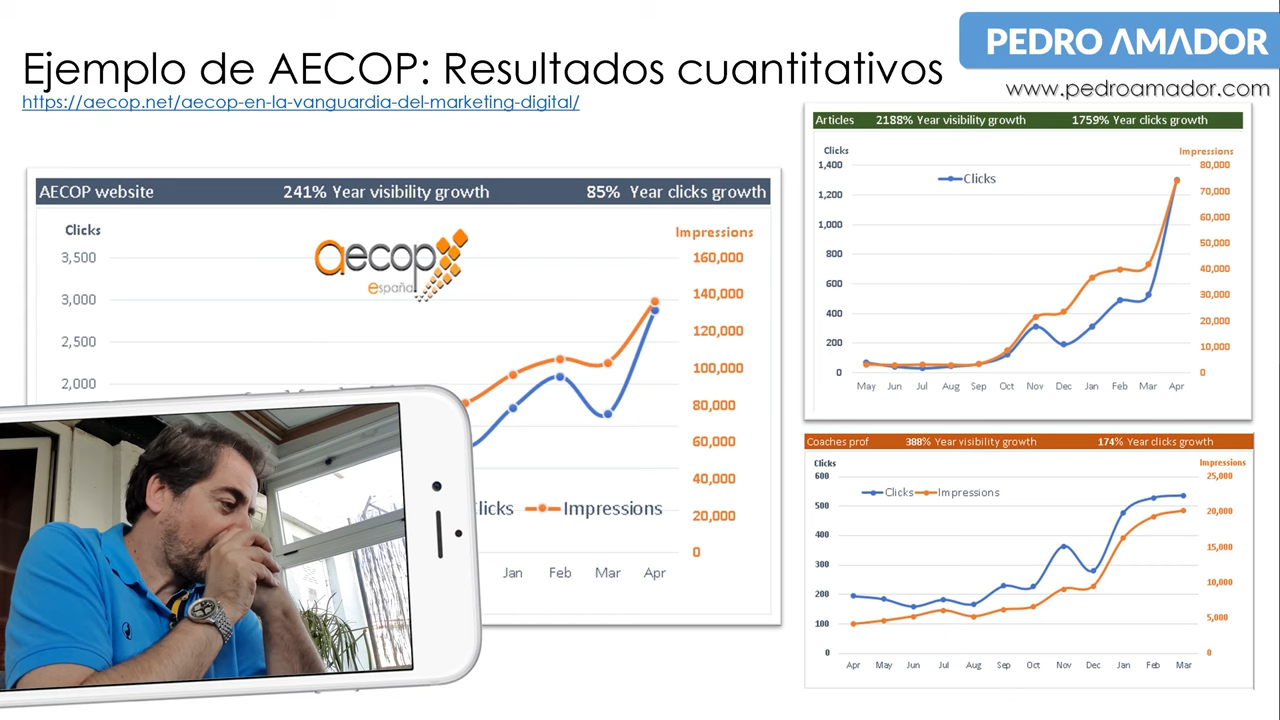 Ejemplo de AECOP: Resultados cuantitativos
https://aecop.net/aecop-en-la-vanguardia-del-marketing-digital/
PEDRO AMADOR
www.pedroamador.com
AECOP website 241% Year visibility growth 85% Year clicks growth
Clicks Impressions
aecop
españa
3,500 160,000
3,000 140,000
2,500 120,000
2,000 100,000
80,000
60,000
40,000
20,000
0
Clicks Impressions
Jan Feb Mar Apr
Articles 2188% Year visibility growth 1759% Year clicks growth
Clicks Impressions
Clicks
1,400 80,000
1,200 70,000
1,000 60,000
800 50,000
600 40,000
400 30,000
200 20,000
0 10,000
0
May Jun Jul Aug Sep Oct Nov Dec Jan Feb Mar Apr
Coaches prof 388% Year visibility growth 174% Year clicks growth
Clicks Impressions
Clicks Impressions
600 25,000
500 20,000
400 15,000
300 10,000
200 5,000
100 0
0
Apr May Jun Jul Aug Sep Oct Nov Dec Jan Feb Mar